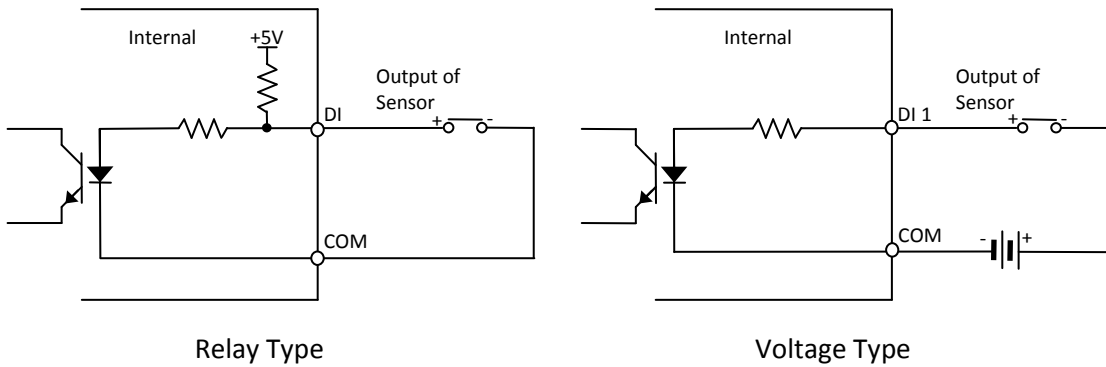 Internal
+5V
Output of
Sensor
DI
+ -
COM
Relay Type
Internal
Output of
Sensor
DI 1
+ -
COM
- +
Voltage Type